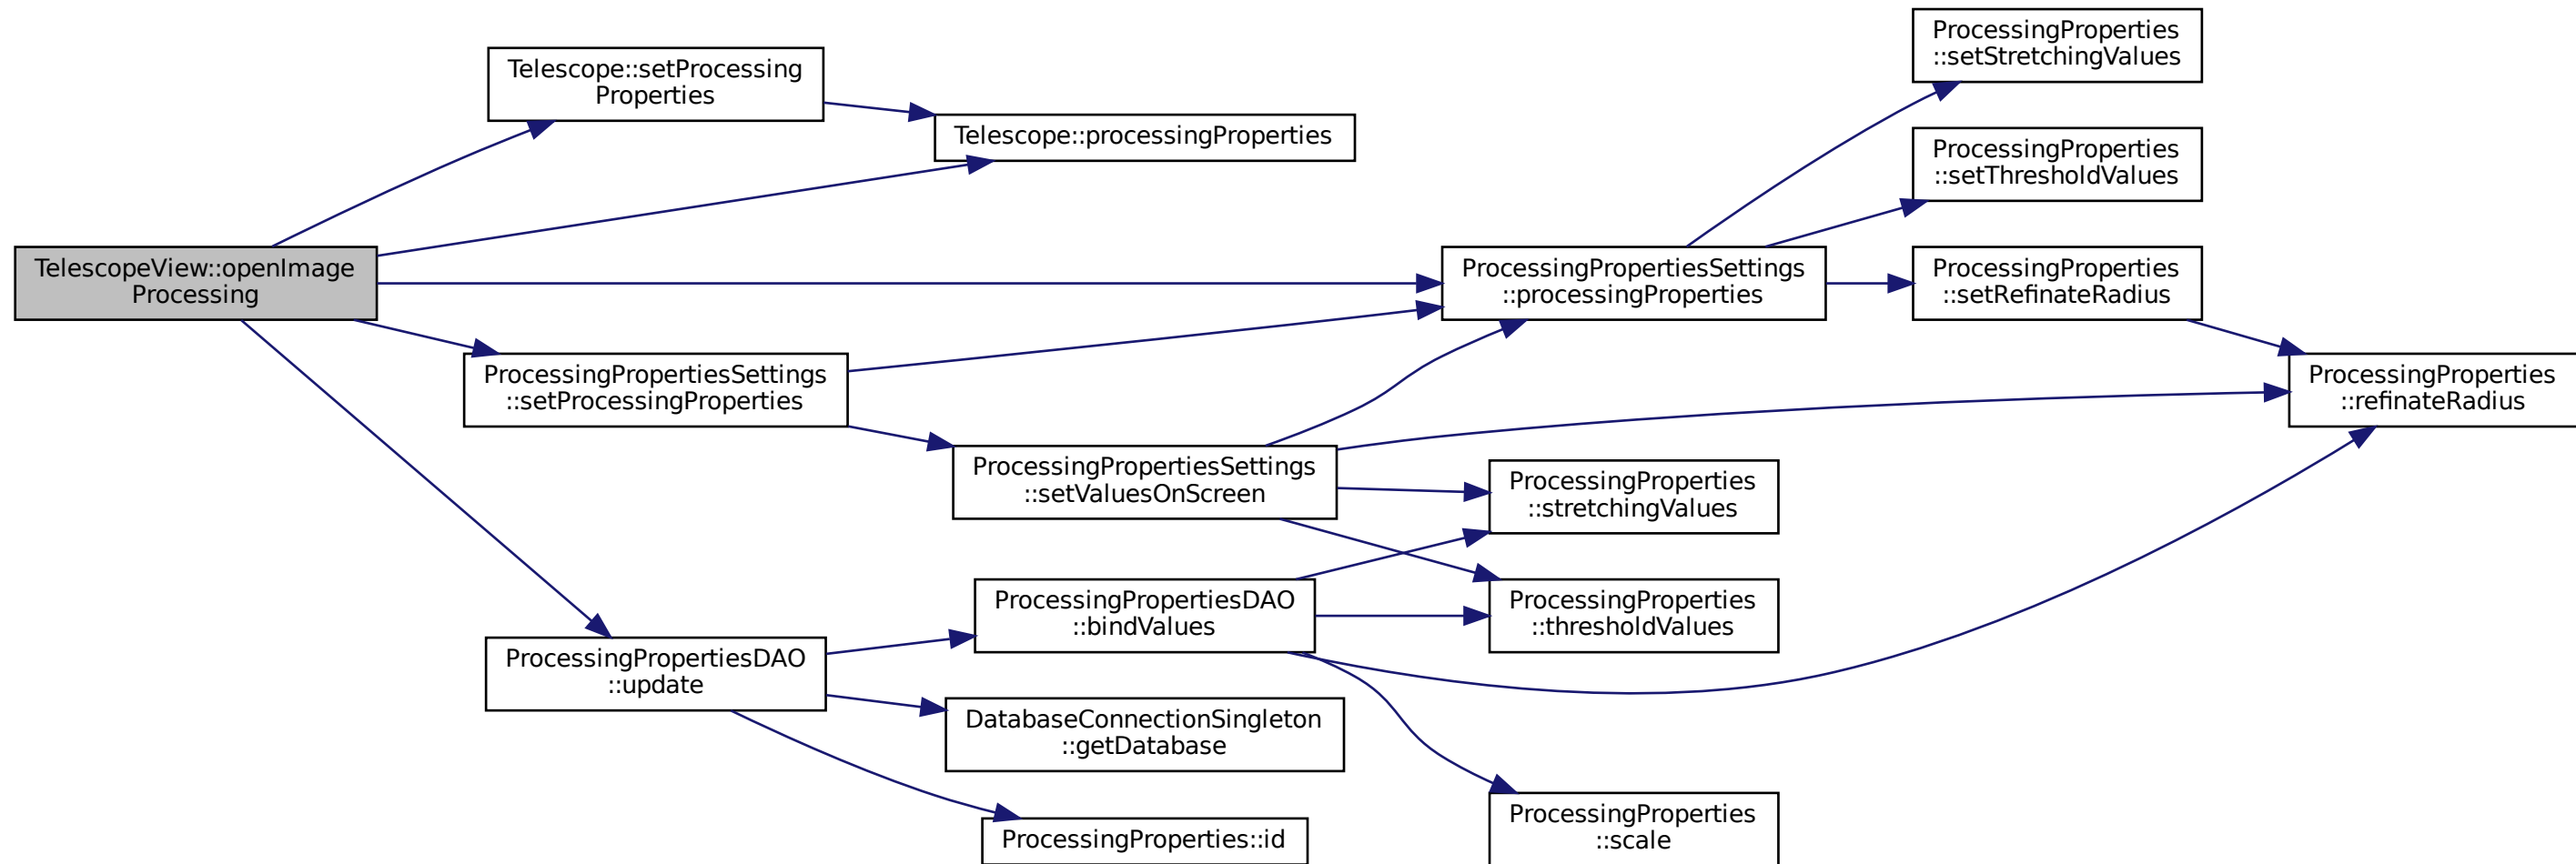 ProcessingProperties
::setStretchingValues
Telescope::setProcessing
Properties
Telescope::processingProperties
ProcessingProperties
::setThresholdValues
TelescopeView::openImage
Processing
ProcessingPropertiesSettings
::processingProperties
ProcessingProperties
::setRefinateRadius
ProcessingPropertiesSettings
::setProcessingProperties
ProcessingProperties
::refinateRadius
ProcessingPropertiesSettings
::setValuesOnScreen
ProcessingProperties
::stretchingValues
ProcessingPropertiesDAO
::bindValues
ProcessingProperties
::thresholdValues
ProcessingPropertiesDAO
::update
DatabaseConnectionSingleton
::getDatabase
ProcessingProperties
::scale
ProcessingProperties::id